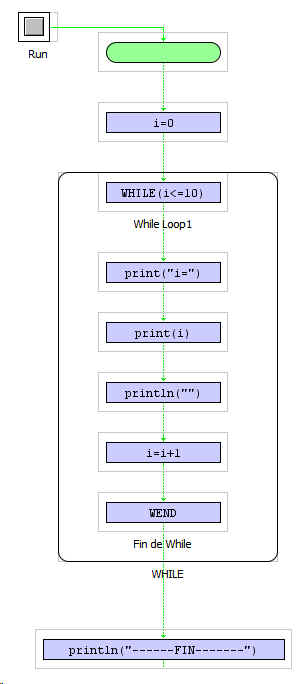 Run
i=0
WHILE(i<=10)
While Loop1
print("i=")
print(i)
println("")
i=i+1
WEND
Fin de While
WHILE
println("------FIN-------")